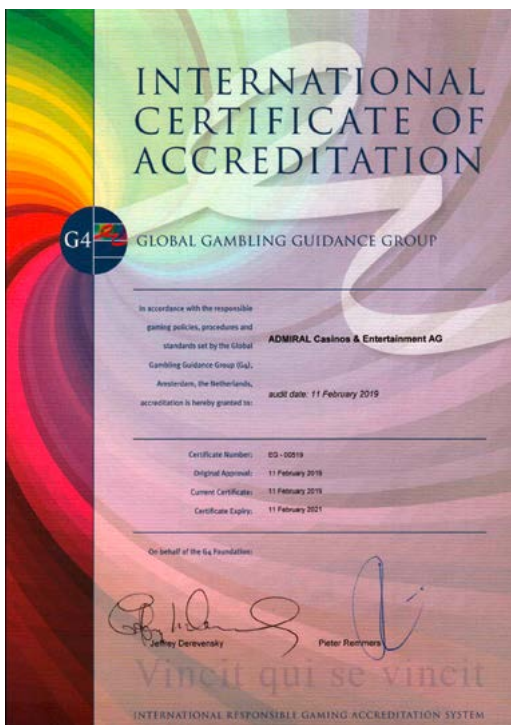 INTERNATIONAL
CERTIFICATE OF
ACCREDITATION
G4
GLOBAL GAMBLING GUIDANCE GROUP
In accordance with the responsible
gaming policies, procedures and
standards set by the Global
Gambling Guidance Group (G4),
Amsterdam, the Netherlands,
accreditation is hereby granted to:
ADMIRAL Casinos & Entertainment AG
audit date: 11 February 2019
Certificate Number: EG - 00519
Original Approval: 11 February 2019
Current Certificate: 11 February 2019
Certificate Expiry: 11 February 2021
On behalf of the G4 Foundation:
Jeffrey Derevensky Pieter Remmers
Vincit qui se vincit
INTERNATIONAL RESPONSIBLE GAMING ACCREDITATION SYSTEM